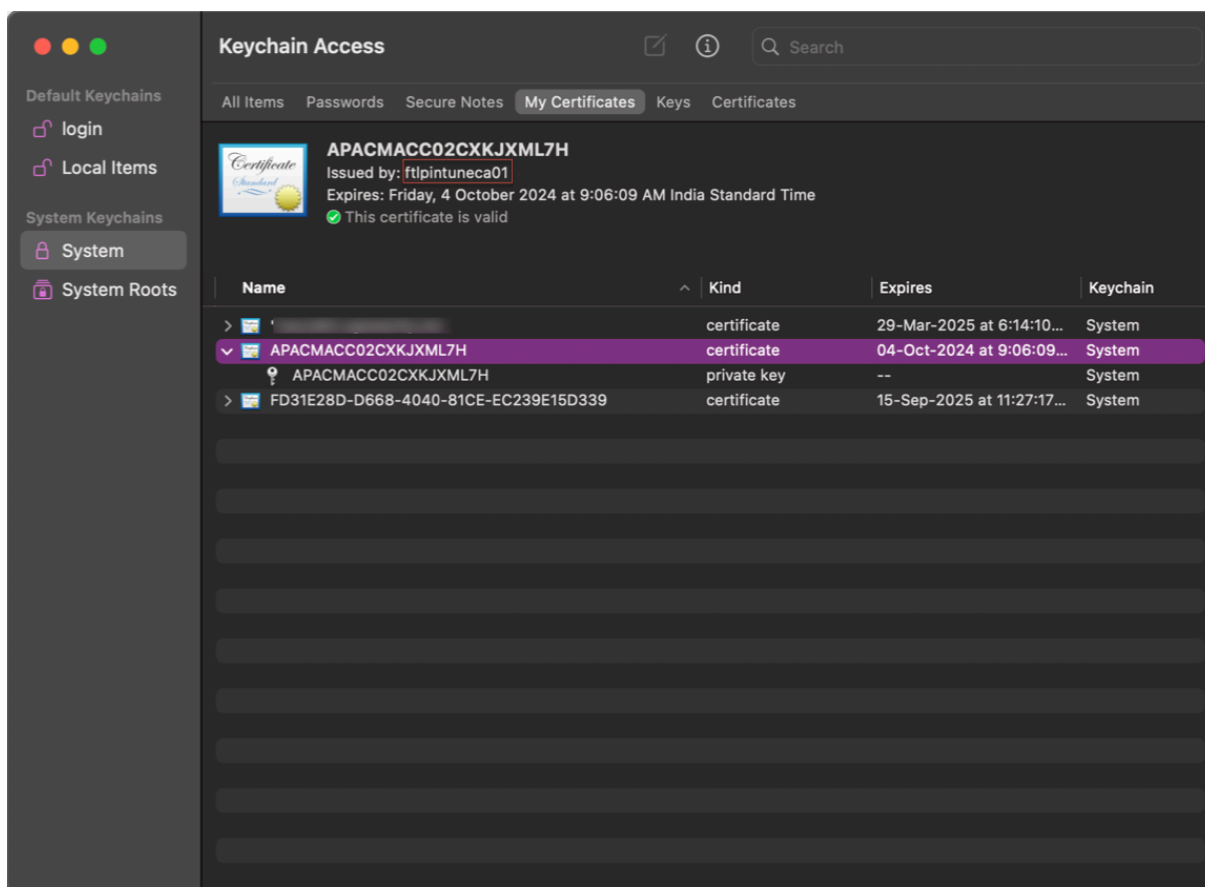 Keychain Access
Search
Default Keychains
login
Local Items
System Keychains
System
System Roots
All Items Passwords Secure Notes My Certificates Keys Certificates
Certificate
Standard
APACMACC02CXKJXML7H
Issued by: ftlpintuneca01
Expires: Friday, 4 October 2024 at 9:06:09 AM India Standard Time
This certificate is valid
Name Kind Expires Keychain
certificate 29-Mar-2025 at 6:14:10... System
APACMACC02CXKJXML7H certificate 04-Oct-2024 at 9:06:09... System
APACMACC02CXKJXML7H private key -- System
FD31E28D-D668-4040-81CE-EC239E15D339 certificate 15-Sep-2025 at 11:27:17... System